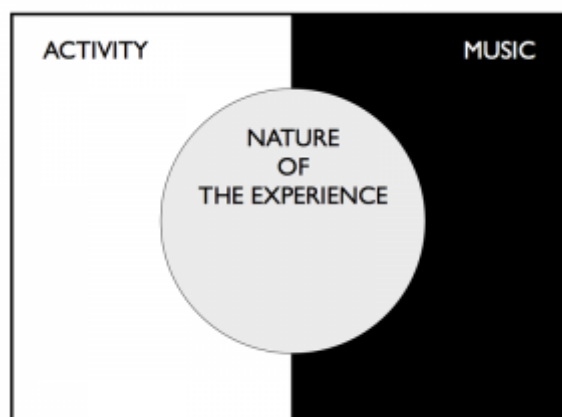 ACTIVITY
MUSIC
NATURE
OF
THE EXPERIENCE